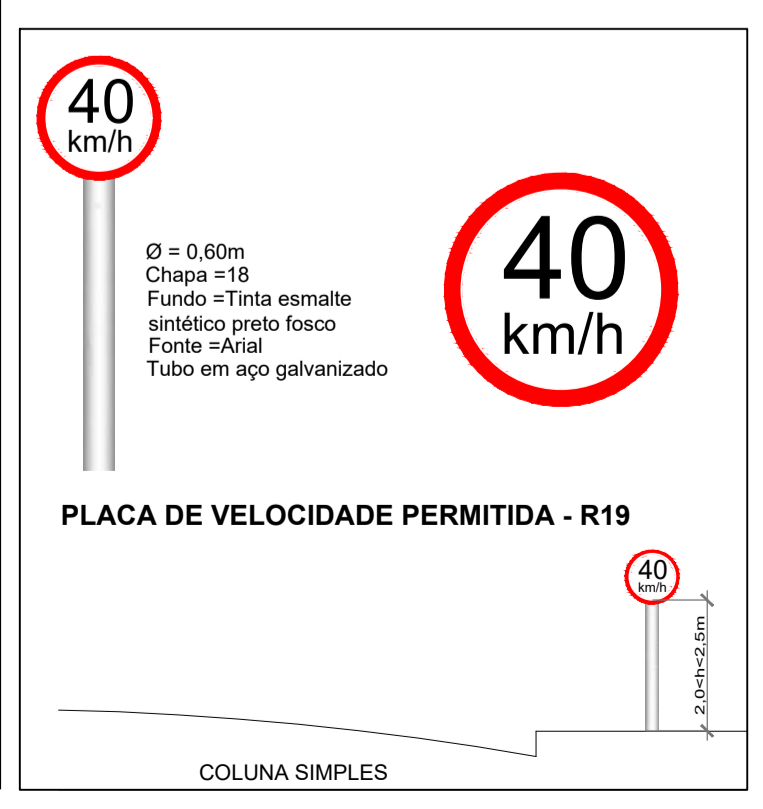 40
km/h
Ø = 0,60m
Chapa =18
Fundo =Tinta esmalte
sintético preto fosco
Fonte =Arial
Tubo em aço galvanizado
40
km/h
PLACA DE VELOCIDADE PERMITIDA - R19
40
km/h
2,0<h<2,5m
COLUNA SIMPLES